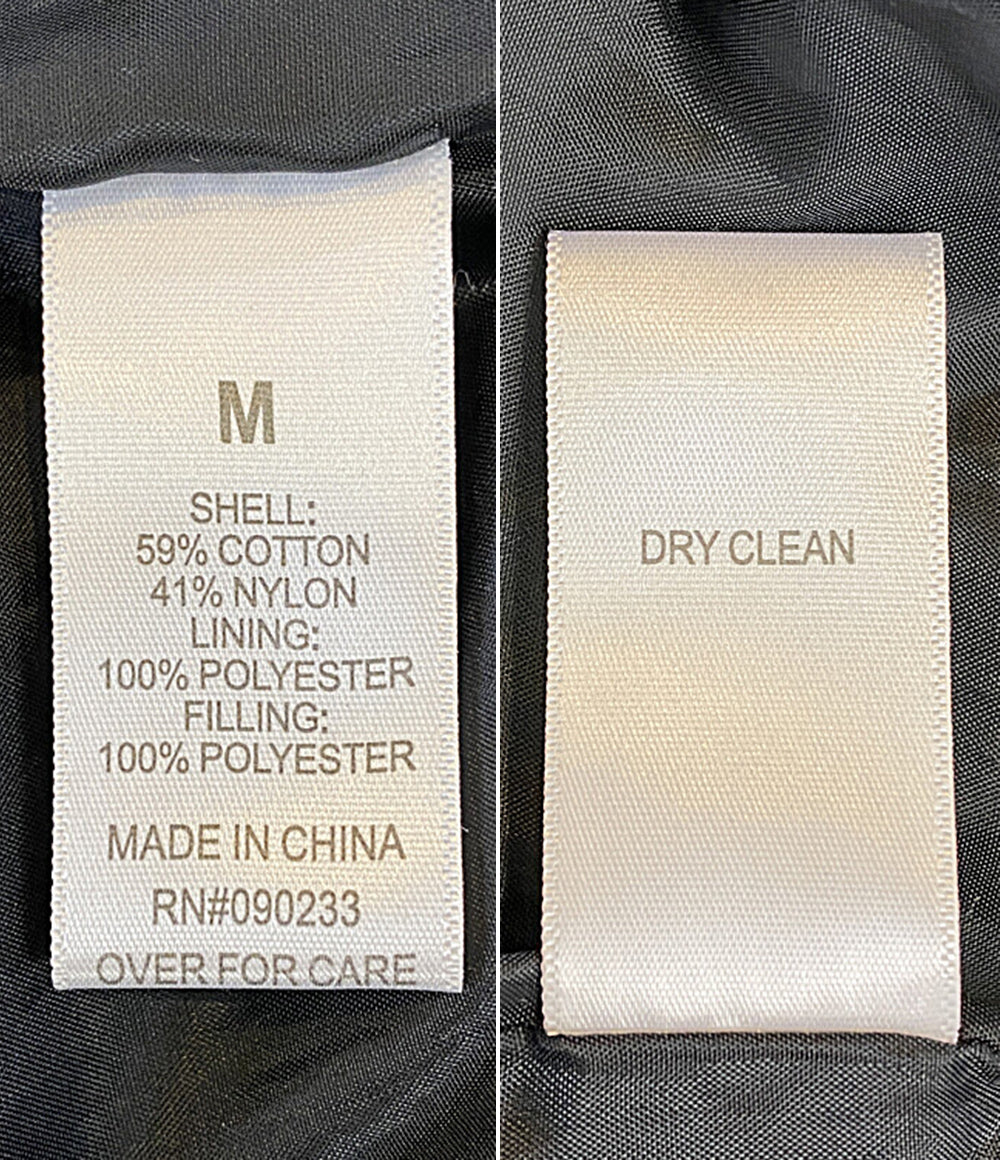 M
SHELL:
59% COTTON
41% NYLON
LINING:
100% POLYESTER
FILLING:
100% POLYESTER
MADE IN CHINA
RN#090233
OVER FOR CARE
DRY CLEAN